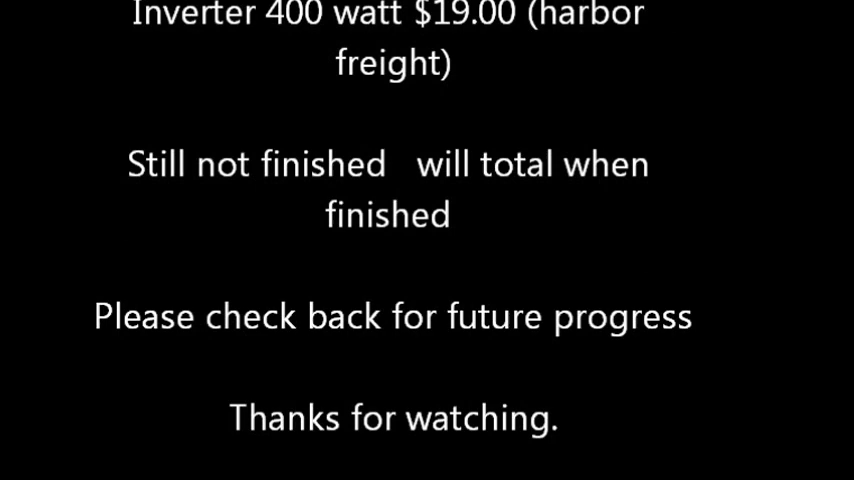 Inverter 400 watt $19.00 (harbor
freight)
Still not finished   will total when
finished
Please check back for future progress
Thanks for watching.